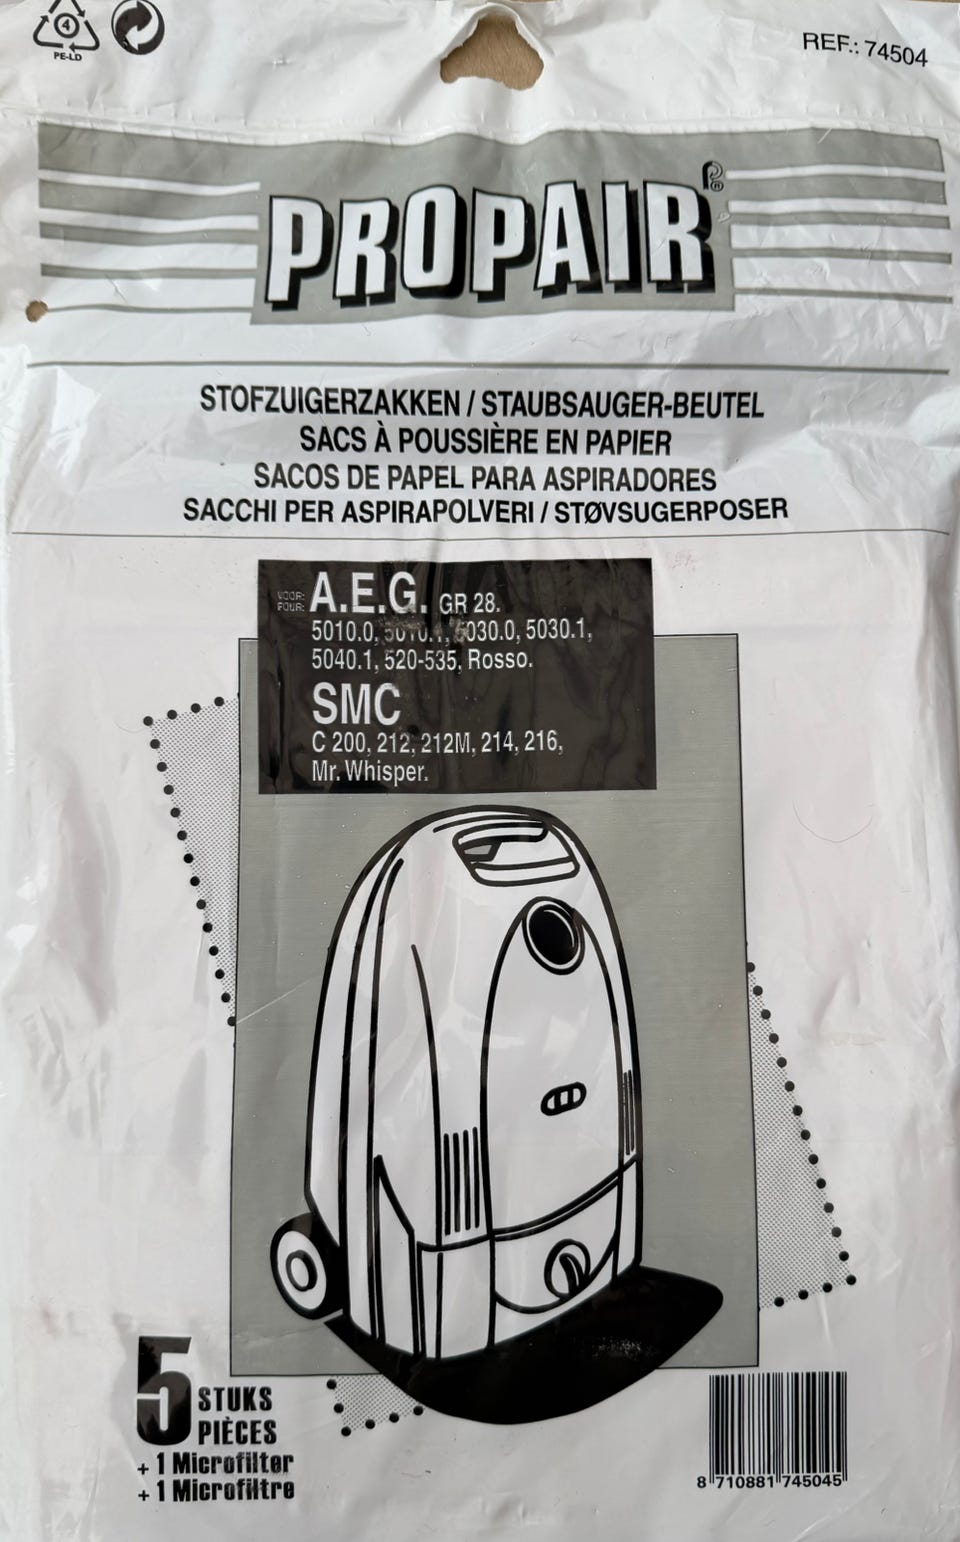 4
PE-LD
REF.: 74504
PROPAIR
STOFZUIGERZAKKEN / STAUBSAUGER-BEUTEL
SACS À POUSSIÈRE EN PAPIER
SACOS DE PAPEL PARA ASPIRADORES
SACCHI PER ASPIRAPOLVERI / STØVSUGERPOSER
VOOR:
POUR:
A.E.G. GR 28.
5010.0, 5010.1, 5030.0, 5030.1,
5040.1, 520-535, Rosso.
SMC
C 200, 212, 212M, 214, 216,
Mr. Whisper.
5 STUKS
PIÈCES
+ 1 Microfilter
+ 1 Microfiltre
8 710881 745045